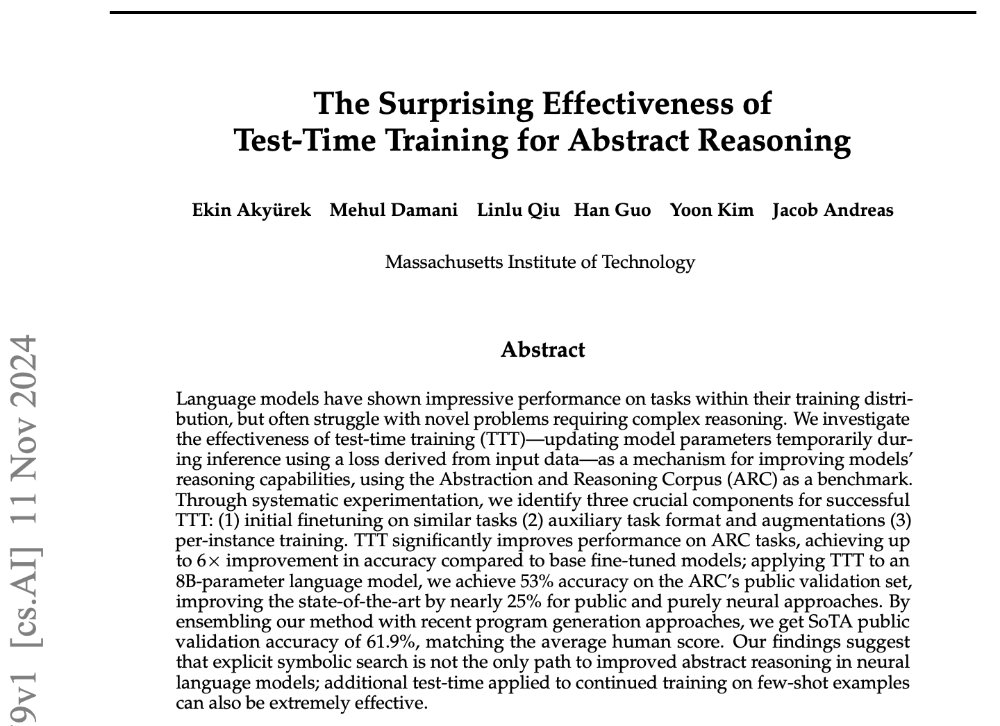 The Surprising Effectiveness of
Test-Time Training for Abstract Reasoning
Ekin Akyürek Mehul Damani Linlu Qiu Han Guo Yoon Kim Jacob Andreas
Massachusetts Institute of Technology
Abstract
Language models have shown impressive performance on tasks within their training distri-
bution, but often struggle with novel problems requiring complex reasoning. We investigate
the effectiveness of test-time training (TTT)—updating model parameters temporarily dur-
ing inference using a loss derived from input data—as a mechanism for improving models’
reasoning capabilities, using the Abstraction and Reasoning Corpus (ARC) as a benchmark.
Through systematic experimentation, we identify three crucial components for successful
TTT: (1) initial finetuning on similar tasks (2) auxiliary task format and augmentations (3)
per-instance training. TTT significantly improves performance on ARC tasks, achieving up
to 6× improvement in accuracy compared to base fine-tuned models; applying TTT to an
8B-parameter language model, we achieve 53% accuracy on the ARC’s public validation set,
improving the state-of-the-art by nearly 25% for public and purely neural approaches. By
ensembling our method with recent program generation approaches, we get SoTA public
validation accuracy of 61.9%, matching the average human score. Our findings suggest
that explicit symbolic search is not the only path to improved abstract reasoning in neural
language models; additional test-time applied to continued training on few-shot examples
can also be extremely effective.
9v1 [cs.AI] 11 Nov 2024